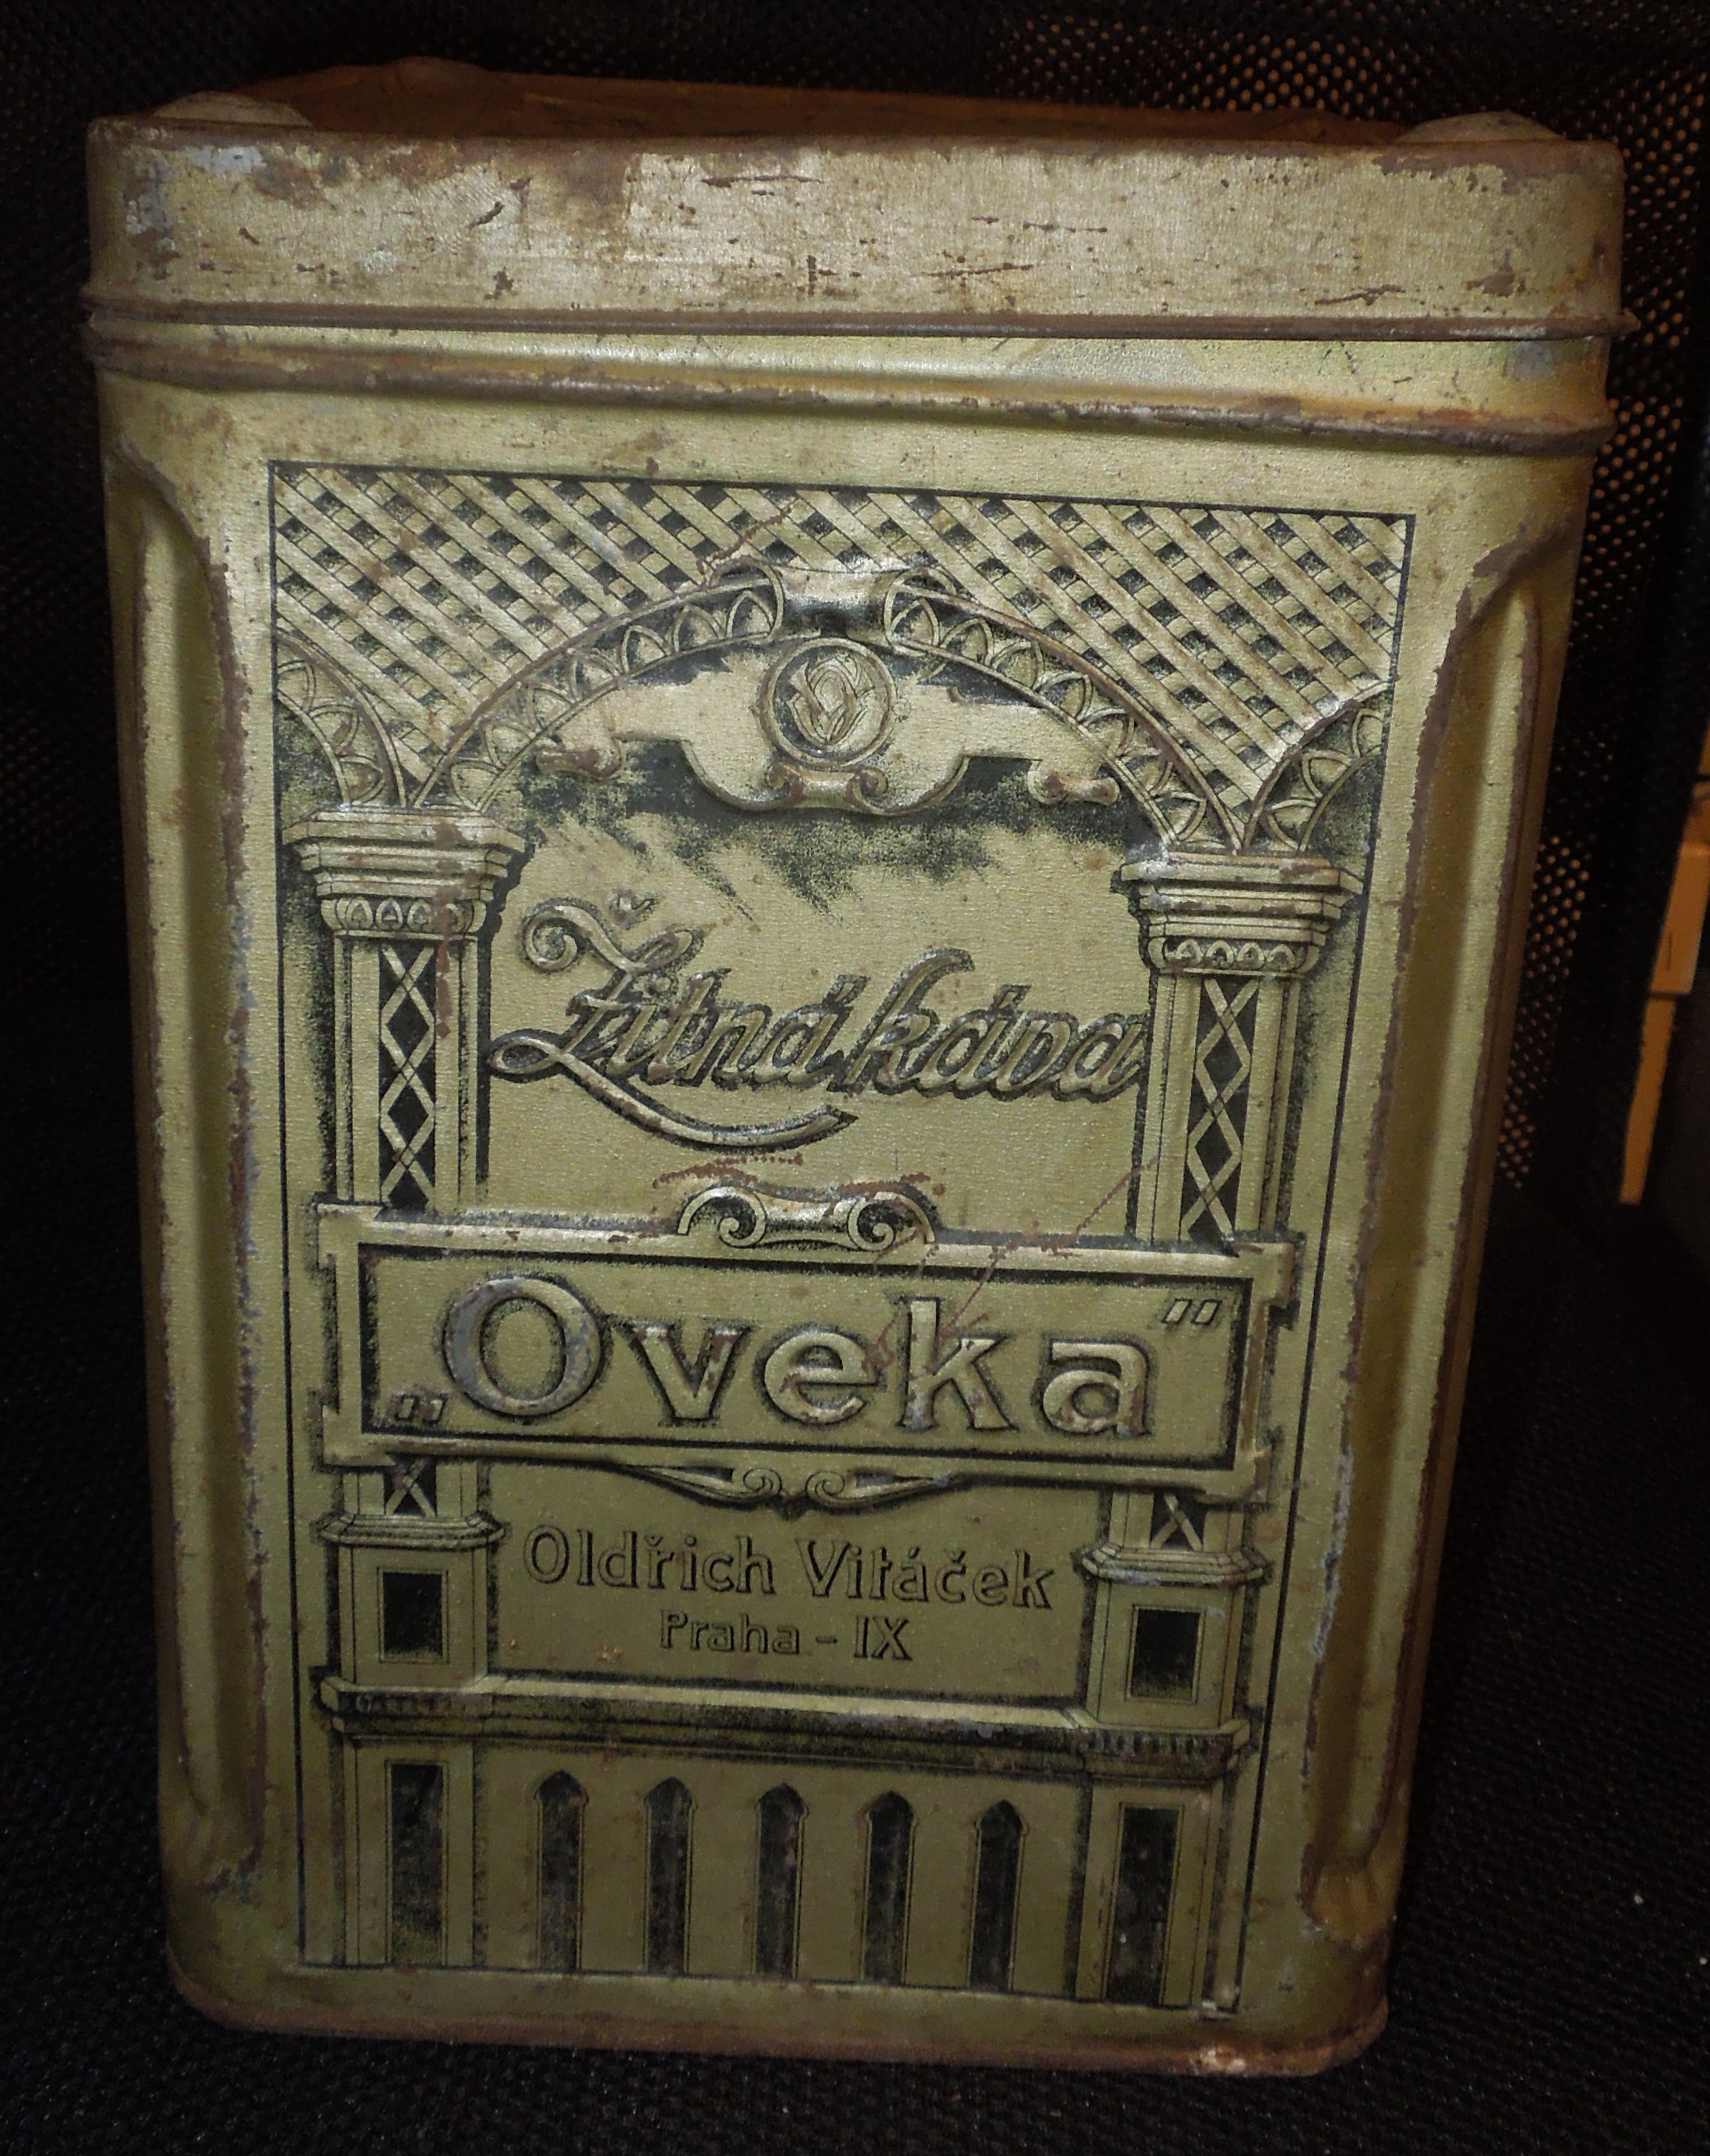 Žitná káva
„Oveka"
Oldřich Vitáček
Praha - IX